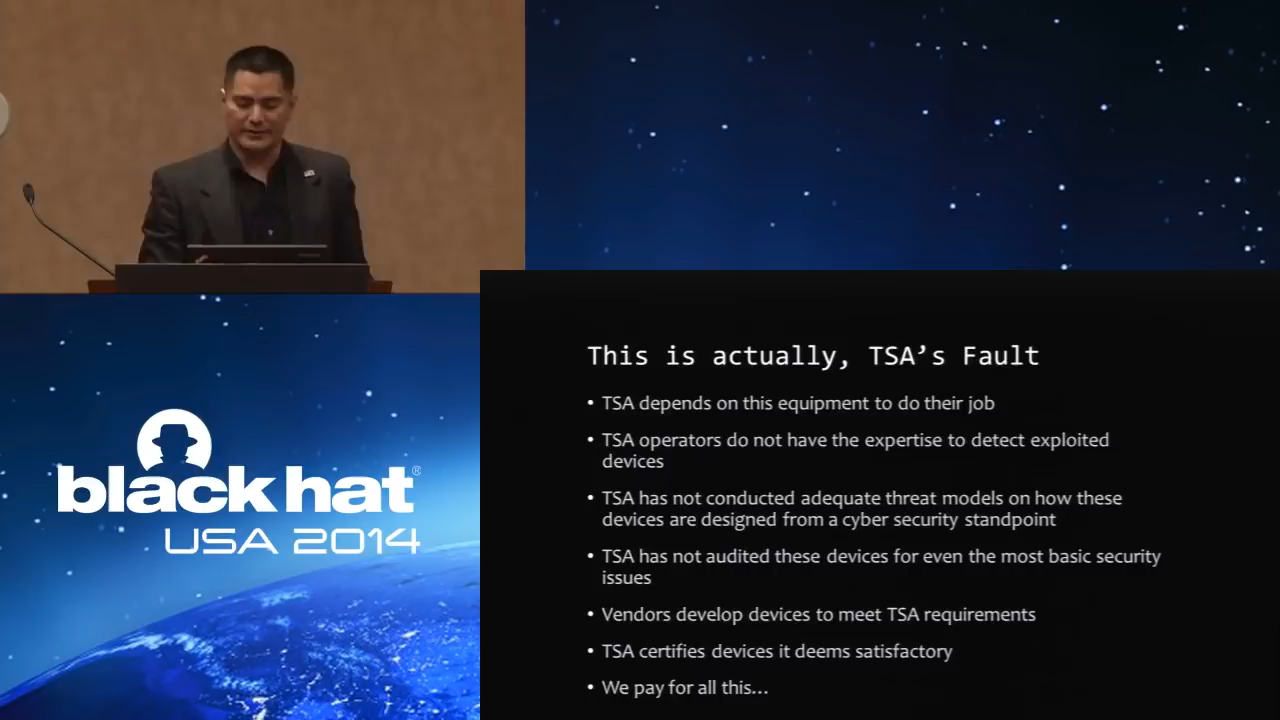 This is actually, TSA’s Fault
• TSA depends on this equipment to do their job
• TSA operators do not have the expertise to detect exploited
devices
• TSA has not conducted adequate threat models on how these
devices are designed from a cyber security standpoint
• TSA has not audited these devices for even the most basic security
issues
• Vendors develop devices to meet TSA requirements
• TSA certifies devices it deems satisfactory
• We pay for all this...
black hat®
USA 2014